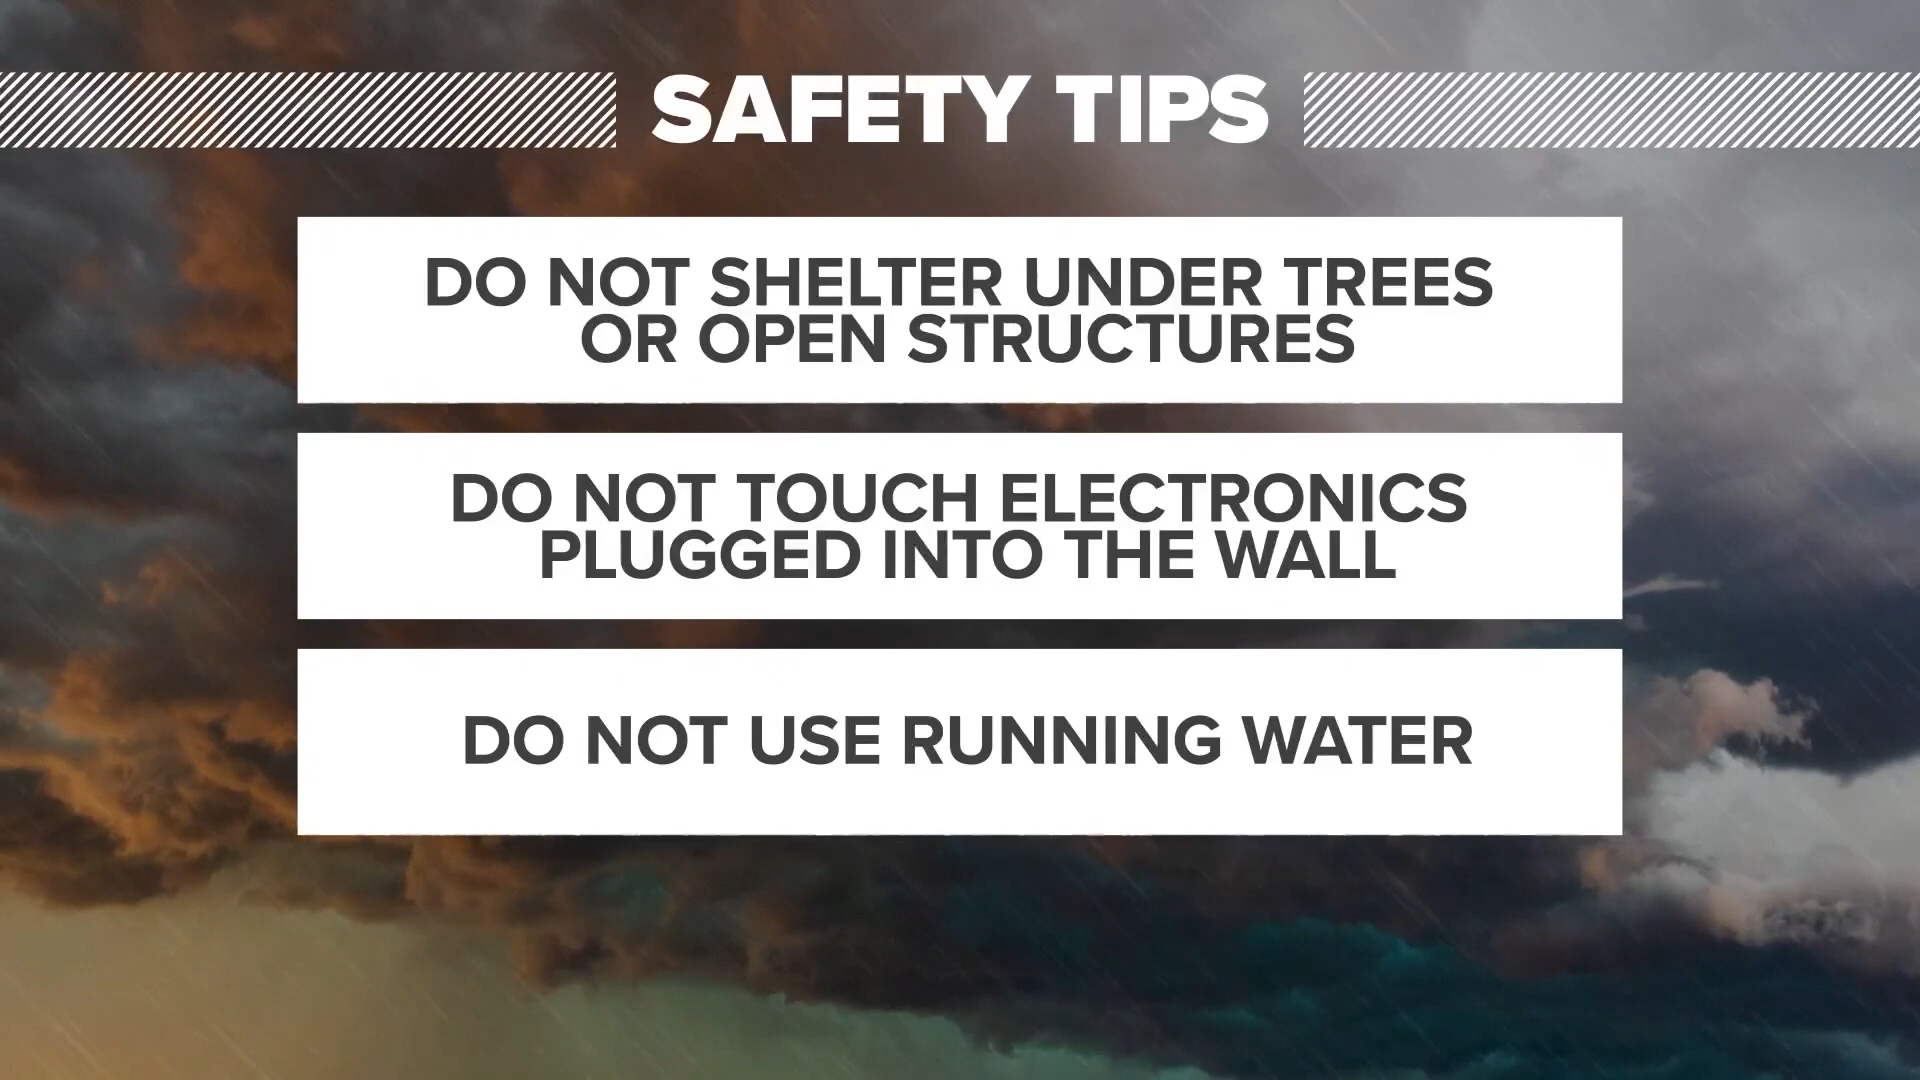 SAFETY TIPS
DO NOT SHELTER UNDER TREES
OR OPEN STRUCTURES
DO NOT TOUCH ELECTRONICS
PLUGGED INTO THE WALL
DO NOT USE RUNNING WATER